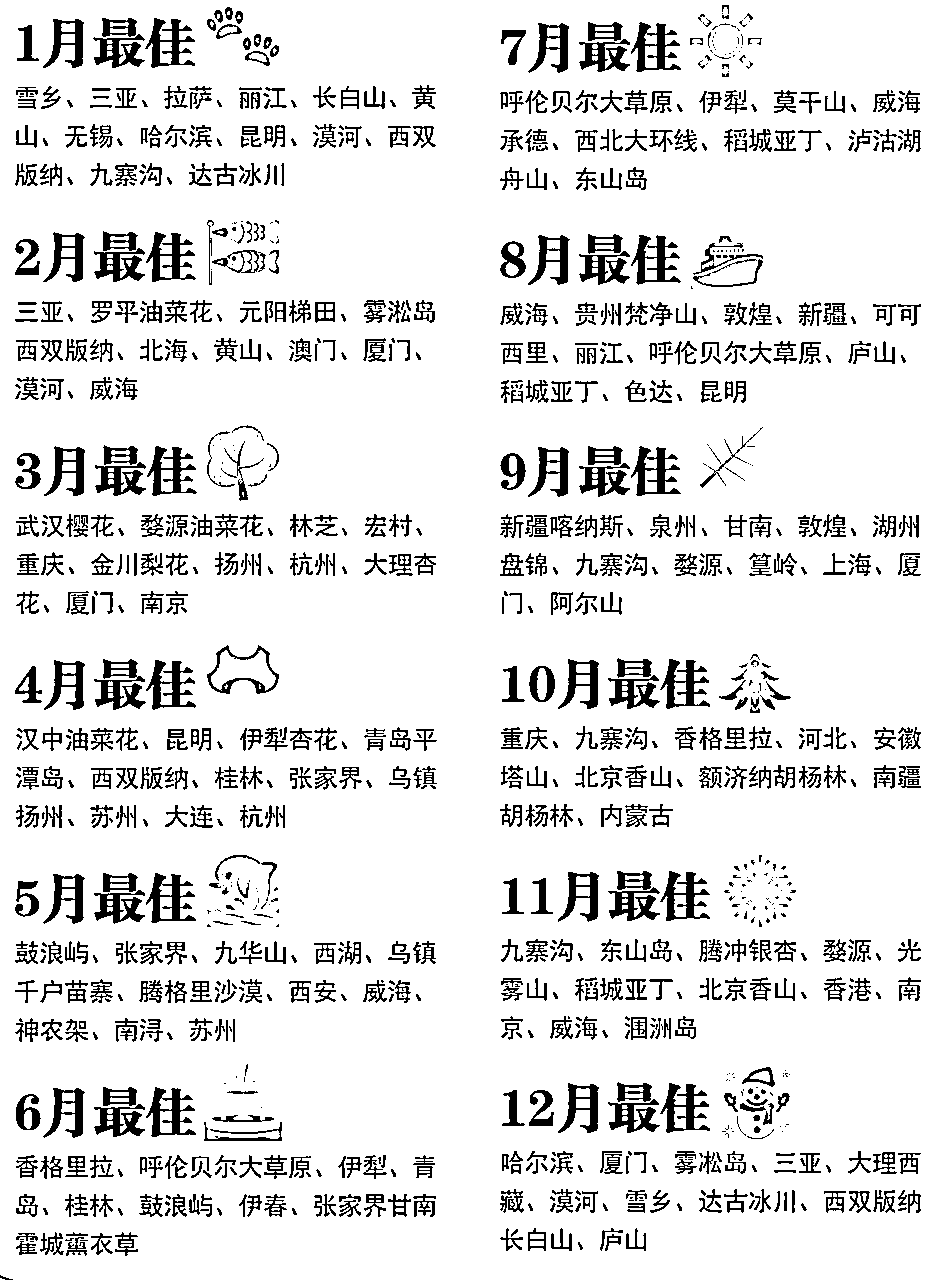 1月最佳
雪乡、三亚、拉萨、丽江、长白山、黄
山、无锡、哈尔滨、昆明、漠河、西双
版纳、九寨沟、达古冰川
2月最佳
三亚、罗平油菜花、元阳梯田、雾淞岛
西双版纳、北海、黄山、澳门、厦门、
漠河、威海
3月最佳
武汉樱花、婺源油菜花、林芝、宏村、
重庆、金川梨花、扬州、杭州、大理杏
花、厦门、南京
4月最佳
汉中油菜花、昆明、伊犁杏花、青岛平
潭岛、西双版纳、桂林、张家界、乌镇
扬州、苏州、大连、杭州
5月最佳
鼓浪屿、张家界、九华山、西湖、乌镇
千户苗寨、腾格里沙漠、西安、威海、
神农架、南浔、苏州
6月最佳
香格里拉、呼伦贝尔大草原、伊犁、青
岛、桂林、鼓浪屿、伊春、张家界甘南
霍城薰衣草
7月最佳
呼伦贝尔大草原、伊犁、莫干山、威海
承德、西北大环线、稻城亚丁、泸沽湖
舟山、东山岛
8月最佳
威海、贵州梵净山、敦煌、新疆、可可
西里、丽江、呼伦贝尔大草原、庐山、
稻城亚丁、色达、昆明
9月最佳
新疆喀纳斯、泉州、甘南、敦煌、湖州
盘锦、九寨沟、婺源、篁岭、上海、厦
门、阿尔山
10月最佳
重庆、九寨沟、香格里拉、河北、安徽
塔山、北京香山、额济纳胡杨林、南疆
胡杨林、内蒙古
11月最佳
九寨沟、东山岛、腾冲银杏、婺源、光
雾山、稻城亚丁、北京香山、香港、南
京、威海、涠洲岛
12月最佳
哈尔滨、厦门、雾凇岛、三亚、大理西
藏、漠河、雪乡、达古冰川、西双版纳
长白山、庐山